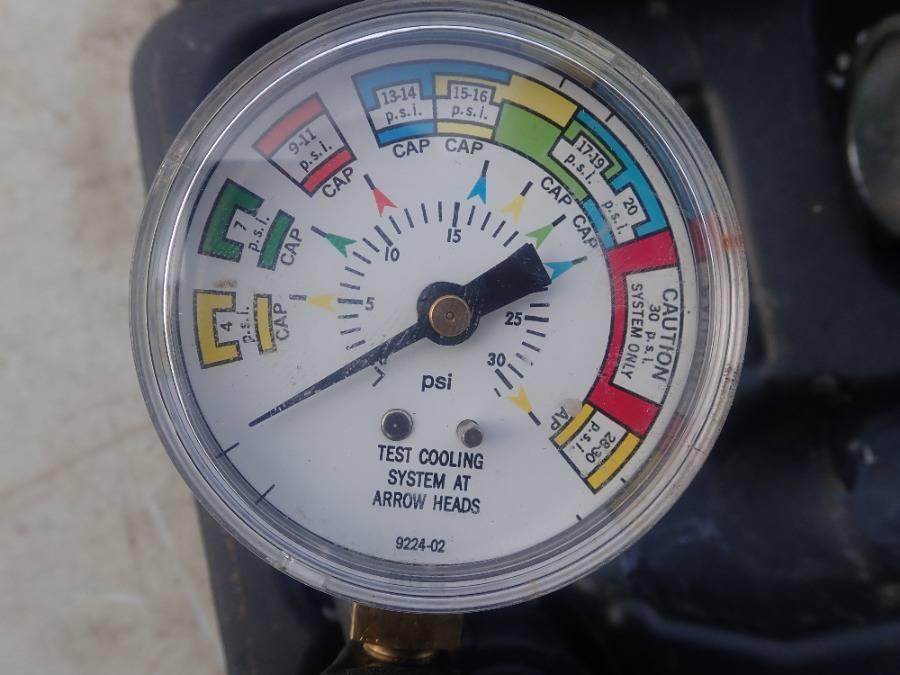 4
p.s.i.
CAP
7
p.s.i.
CAP
9-11
p.s.i.
CAP
13-14
p.s.i.
CAP
15-16
p.s.i.
CAP
17-19
p.s.i.
CAP
20
p.s.i.
CAP
CAUTION
30 p.s.i.
SYSTEM ONLY
28-30
p.s.i.
AP
5
10
15
25
30
psi
TEST COOLING
SYSTEM AT
ARROW HEADS
9224-02